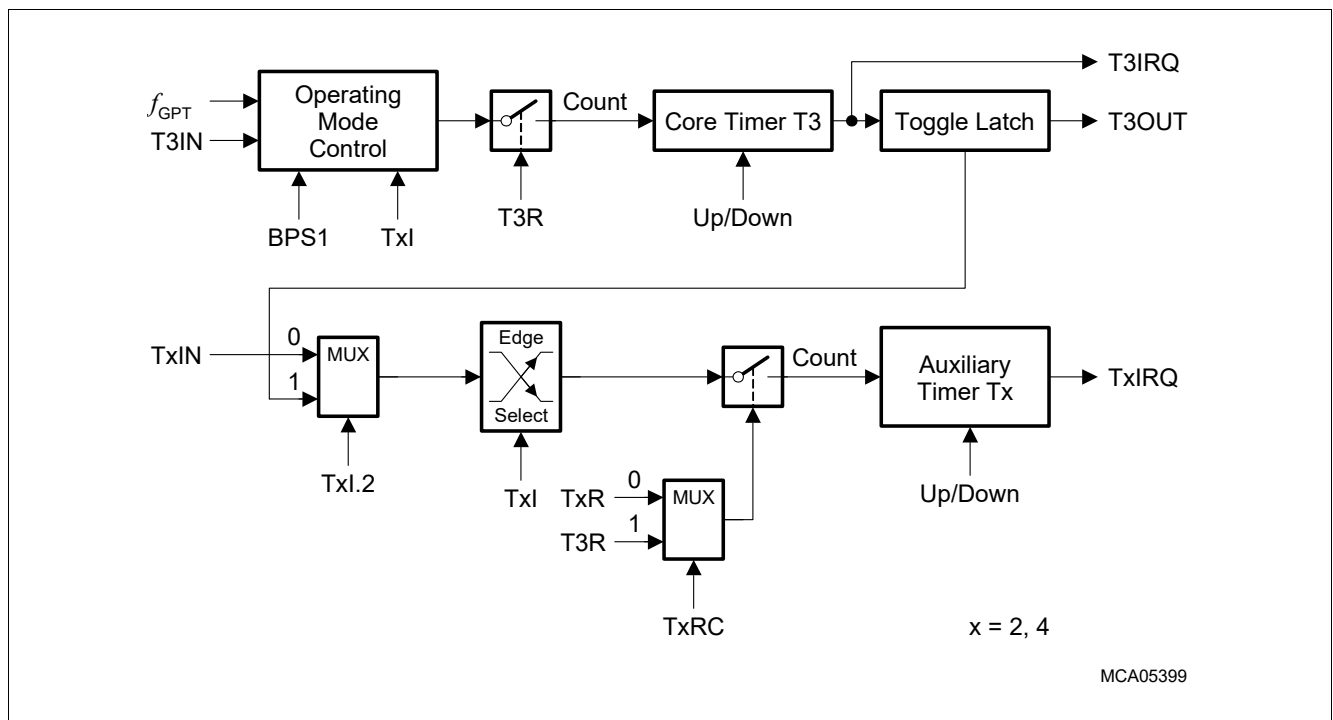 T3IRQ
fGPT
T3IN
Operating
Mode
Control
Count
Core Timer T3
Toggle Latch
T3OUT
BPS1
TxI
T3R
Up/Down
TxIN
0
1
MUX
Edge
Select
Count
Auxiliary
Timer Tx
TxIRQ
TxI.2
TxI
TxR
0
T3R
1
MUX
Up/Down
TxRC
x = 2, 4
MCA05399